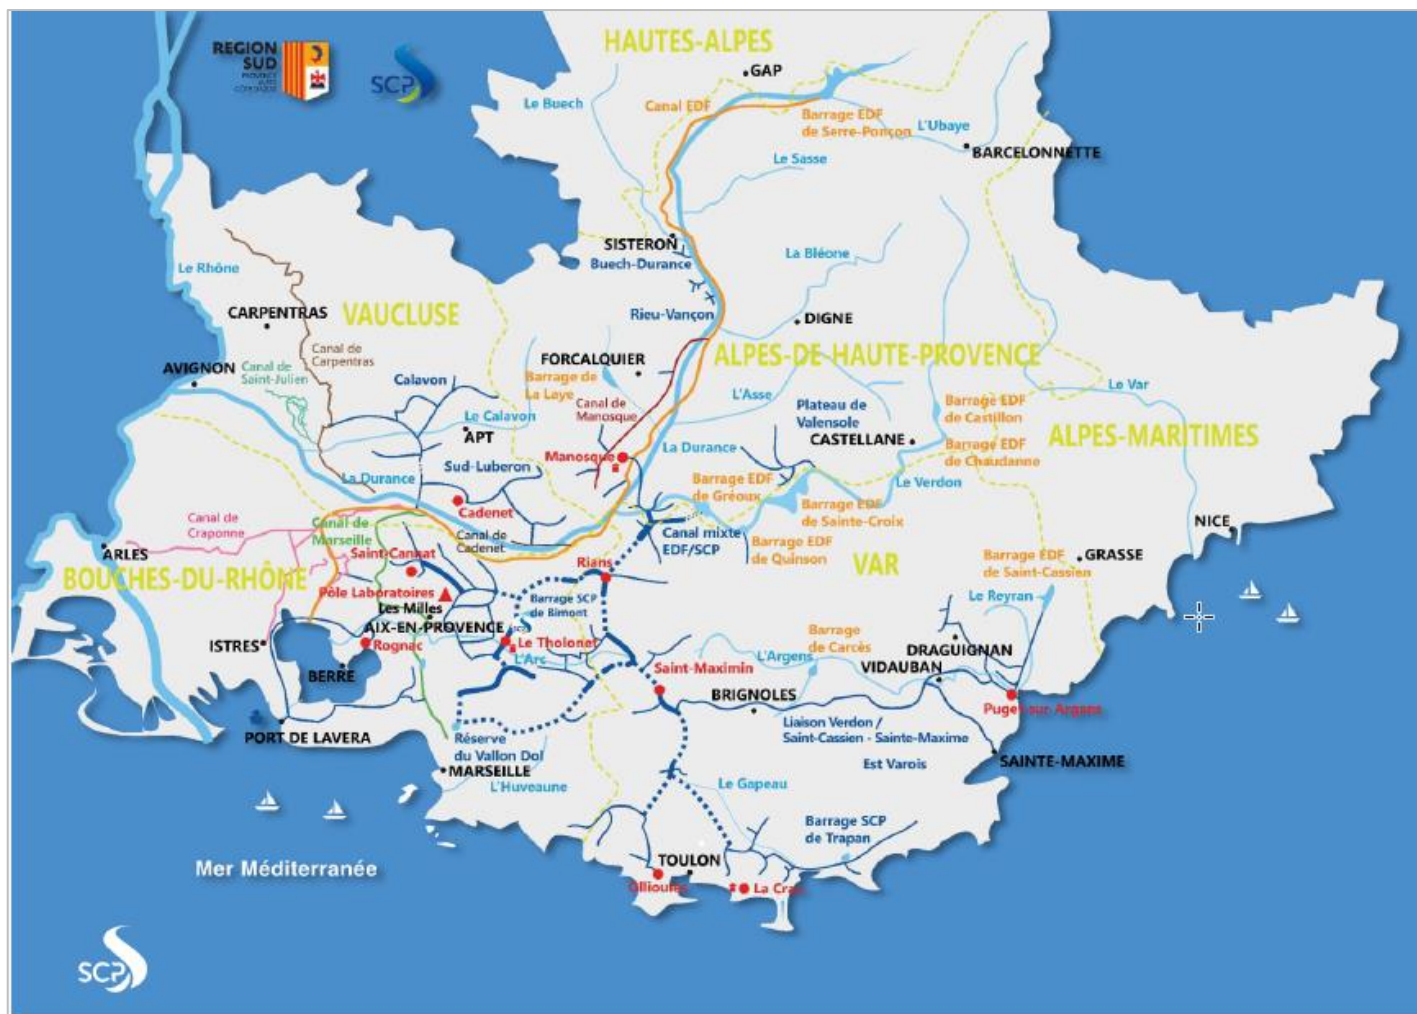 HAUTES-ALPES
REGION
SUD
PROVENCE
ALPES
CÔTE D'AZUR
SCP
GAP
Le Buech
Canal EDF
Barrage EDF
de Serre-Ponçon
L'Ubaye
BARCELONNETTE
Le Sasse
SISTERON
Buech-Durance
La Bléone
Le Rhône
CARPENTRAS
VAUCLUSE
Rieu-Vançon
DIGNE
Canal de
Carpentras
FORCALQUIER
ALPES-DE HAUTE-PROVENCE
AVIGNON
Canal de
Saint-Julien
Calavon
Barrage de
La Laye
L'Asse
Le Var
Canal de
Manosque
Plateau de
Valensole
Barrage EDF
de Castillon
Le Calavon
APT
CASTELLANE
ALPES-MARITIMES
La Durance
Barrage EDF
de Chaudanne
Manosque
Sud-Luberon
La Durance
Barrage EDF
de Gréoux
Le Verdon
Cadenet
Barrage EDF
de Sainte-Croix
Canal de
Craponne
Canal de
Marseille
Canal de
Cadenet
Canal mixte
EDF/SCP
NICE
Barrage EDF
de Quinson
ARLES
Saint-Cannat
Rians
VAR
Barrage EDF
de Saint-Cassien
GRASSE
BOUCHES-DU-RHÔNE
Pôle Laboratoires
Barrage SCP
de Bimont
Le Reyran
Les Milles
AIX-EN-PROVENCE
Barrage
de Carcès
ISTRES
Rognac
Le Tholonet
L'Arc
L'Argens
DRAGUIGNAN
VIDAUBAN
BERRE
Saint-Maximin
BRIGNOLES
Puget-sur-Argens
Liaison Verdon /
Saint-Cassien - Sainte-Maxime
PORT DE LAVERA
Réserve
du Vallon Dol
MARSEILLE
Est Varois
SAINTE-MAXIME
L'Huveaune
Le Gapeau
Barrage SCP
de Trapan
Mer Méditerranée
TOULON
Ollioules
La Crau
SCP